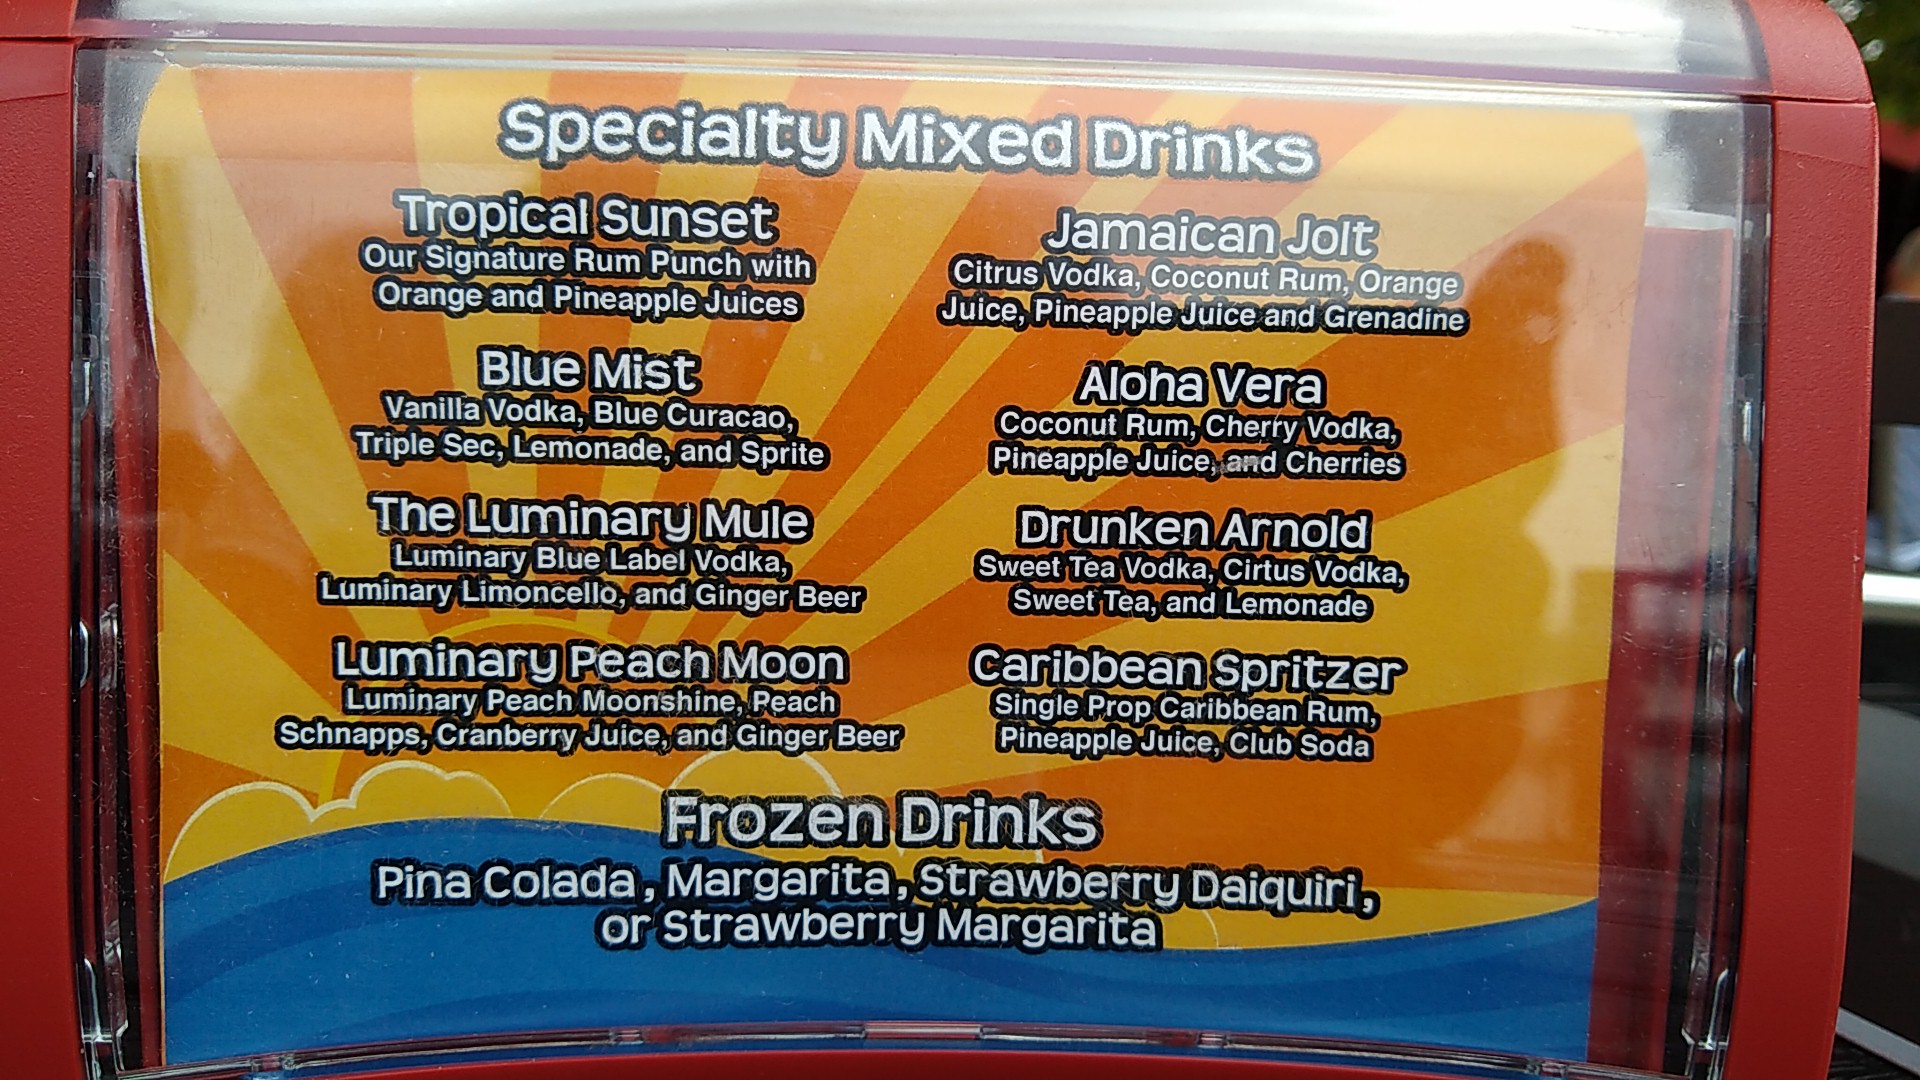 Specialty Mixed Drinks
Tropical Sunset
Our Signature Rum Punch with
Orange and Pineapple Juices
Blue Mist
Vanilla Vodka, Blue Curacao,
Triple Sec, Lemonade, and Sprite
The Luminary Mule
Luminary Blue Label Vodka,
Luminary Limoncello, and Ginger Beer
Luminary Peach Moon
Luminary Peach Moonshine, Peach
Schnapps, Cranberry Juice, and Ginger Beer
Jamaican Jolt
Citrus Vodka, Coconut Rum, Orange
Juice, Pineapple Juice and Grenadine
Aloha Vera
Coconut Rum, Cherry Vodka,
Pineapple Juice, and Cherries
Drunken Arnold
Sweet Tea Vodka, Cirtus Vodka,
Sweet Tea, and Lemonade
Caribbean Spritzer
Single Prop Caribbean Rum,
Pineapple Juice, Club Soda
Frozen Drinks
Pina Colada, Margarita, Strawberry Daiquiri,
or Strawberry Margarita